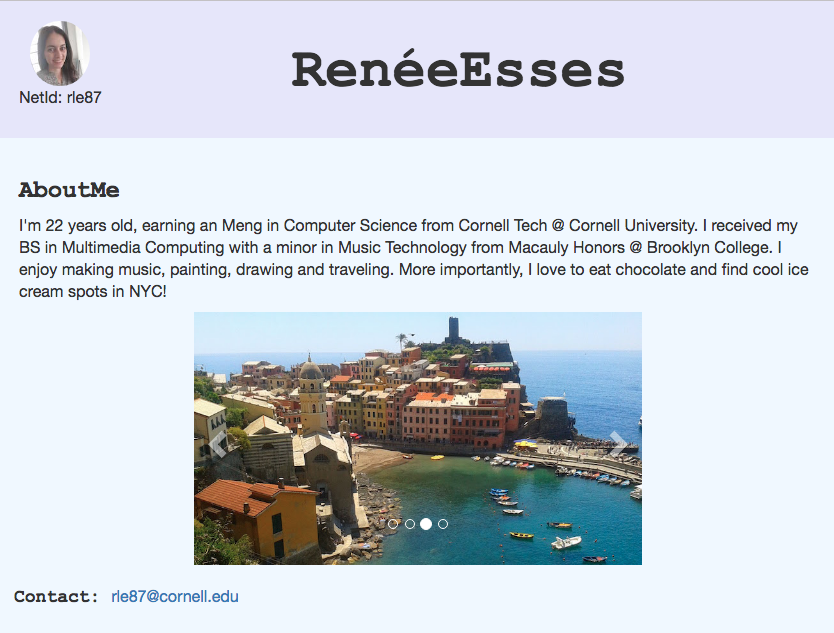 RenéeEsses
NetId: rle87
AboutMe
I'm 22 years old, earning an Meng in Computer Science from Cornell Tech @ Cornell University. I received my
BS in Multimedia Computing with a minor in Music Technology from Macauly Honors @ Brooklyn College. I
enjoy making music, painting, drawing and traveling. More importantly, I love to eat chocolate and find cool ice
cream spots in NYC!
Contact: rle87@cornell.edu